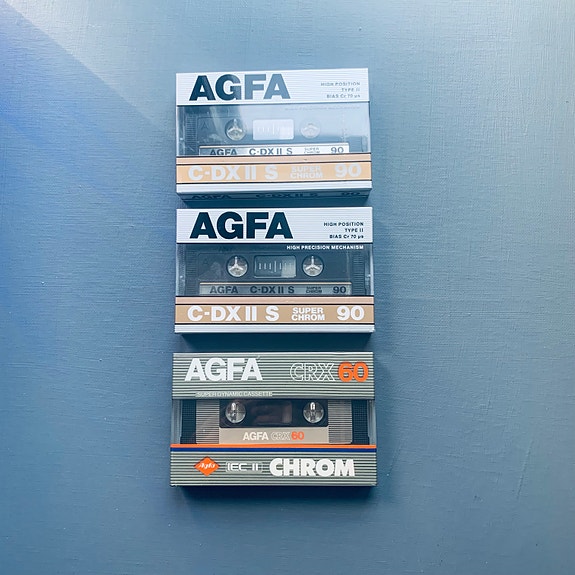 AGFA
HIGH POSITION
TYPE II
BIAS Cr 70 µs
AGFA C-DX II S SUPER CHROM 90
C-DX II S SUPER CHROM 90
AGFA
HIGH POSITION
TYPE II
BIAS Cr 70 µs
HIGH PRECISION MECHANISM
AGFA C-DX II S SUPER CHROM 90
C-DX II S SUPER CHROM 90
AGFA CRX 60
SUPER DYNAMIC CASSETTE
AGFA CRX 60
Agfa IEC II CHROM